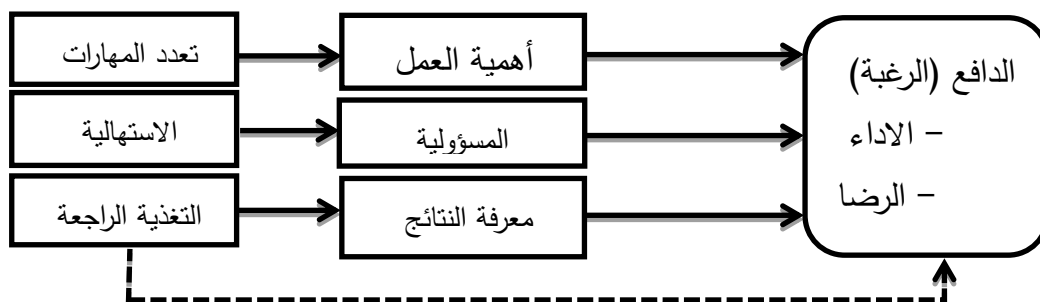 تعدد المهارات
أهمية العمل
الدافع (الرغبة)
- الاداء
- الرضا
الاستهالية
المسؤولية
التغذية الراجعة
معرفة النتائج